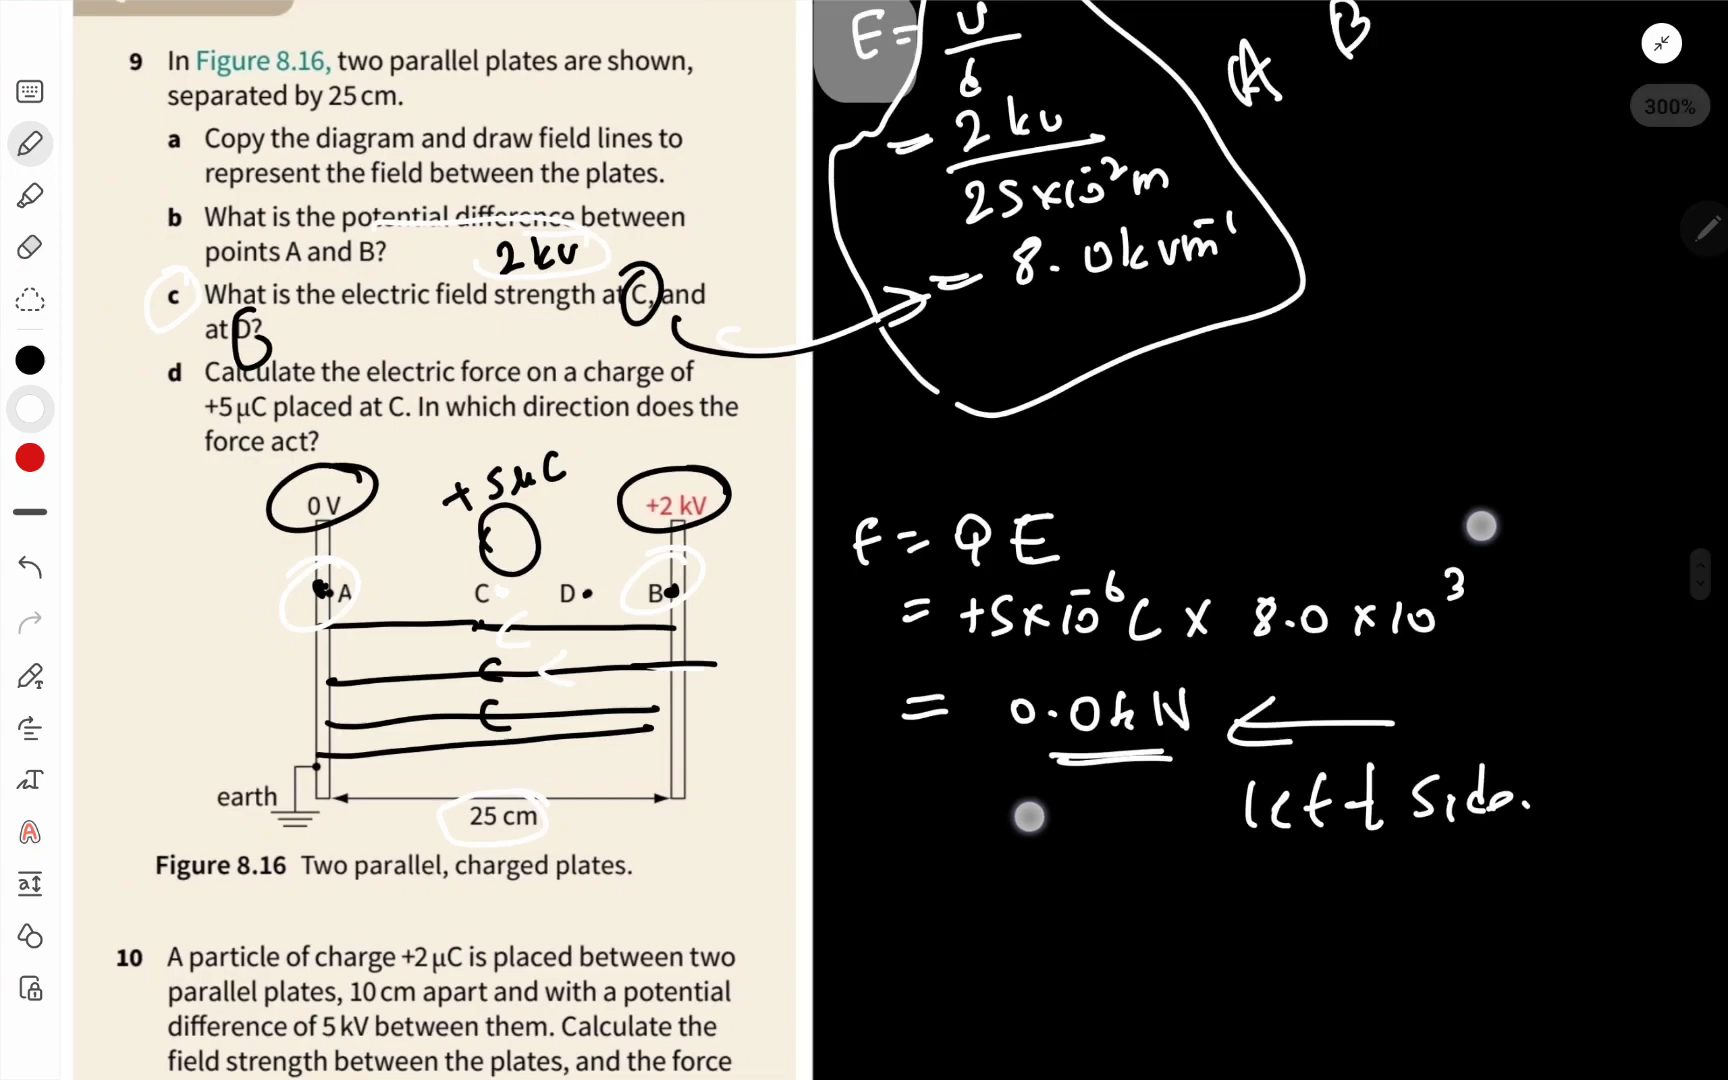 9 In Figure 8.16, two parallel plates are shown,
separated by 25 cm.
a Copy the diagram and draw field lines to
represent the field between the plates.
b What is the potential difference between
points A and B?
2 kv
c What is the electric field strength at C, and
at D?
d Calculate the electric force on a charge of
+5 μC placed at C. In which direction does the
force act?
+5μC
0 V
+2 kV
A
C
D
B
earth
25 cm
Figure 8.16 Two parallel, charged plates.
10 A particle of charge +2 μC is placed between two
parallel plates, 10 cm apart and with a potential
difference of 5 kV between them. Calculate the
field strength between the plates, and the force
A B
300%
= 2 kv
25×10⁻² m
= 8.0kvm⁻¹
F = QE
= +5×10⁻⁶C × 8.0 × 10³
left side.